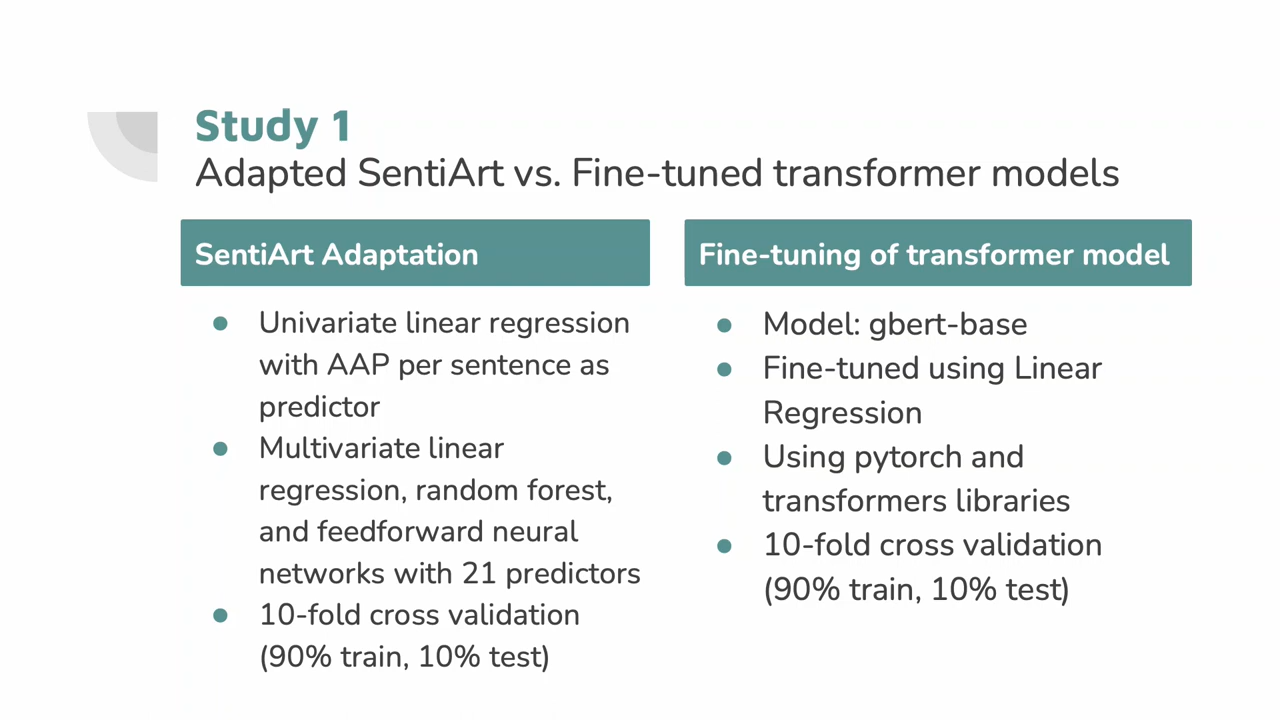 Study 1
Adapted SentiArt vs. Fine-tuned transformer models
SentiArt Adaptation
● Univariate linear regression
with AAP per sentence as
predictor
● Multivariate linear
regression, random forest,
and feedforward neural
networks with 21 predictors
● 10-fold cross validation
(90% train, 10% test)
Fine-tuning of transformer model
● Model: gbert-base
● Fine-tuned using Linear
Regression
● Using pytorch and
transformers libraries
● 10-fold cross validation
(90% train, 10% test)